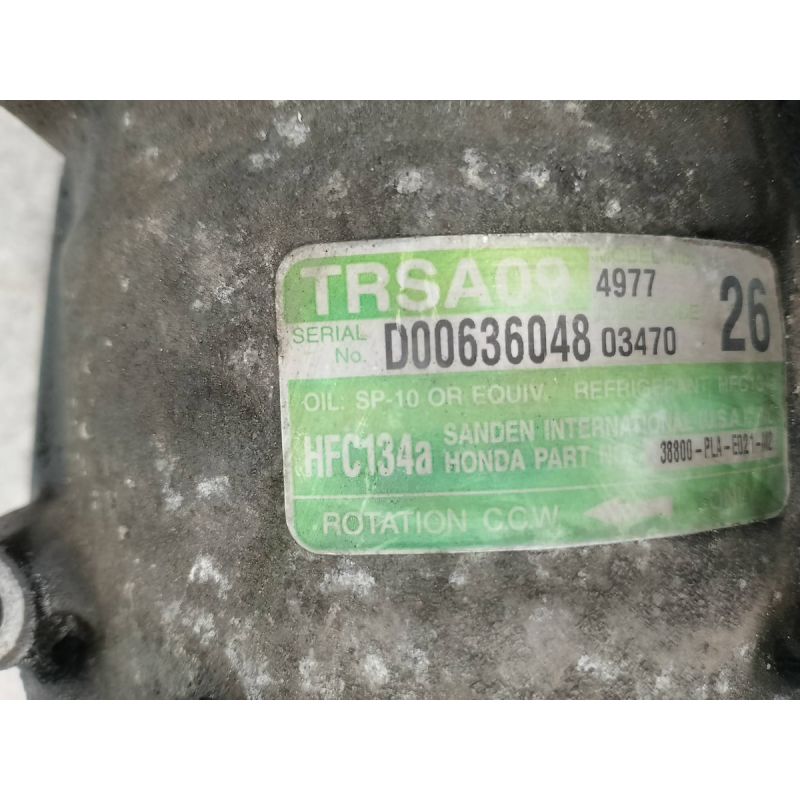 TRSA09 4977 26
SERIAL No. D00636048 03470
OIL: SP-10 OR EQUIV. REFRIGERANT
HFC134a SANDEN INTERNATIONAL
HONDA PART 38800-PLA-E021-M2
ROTATION C.C.W.